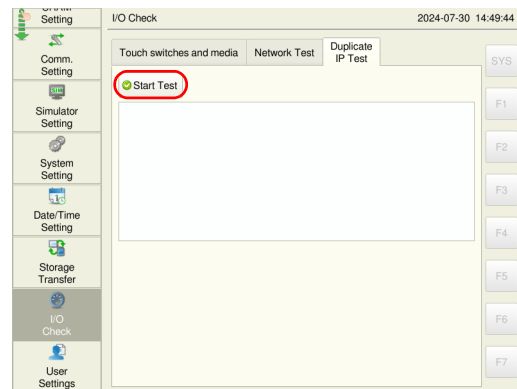 Setting
I/O Check
2024-07-30 14:49:44
Comm.
Setting
SIM
Simulator
Setting
System
Setting
Date/Time
Setting
Storage
Transfer
I/O
Check
User
Settings
Touch switches and media
Network Test
Duplicate
IP Test
Start Test
SYS
F1
F2
F3
F4
F5
F6
F7